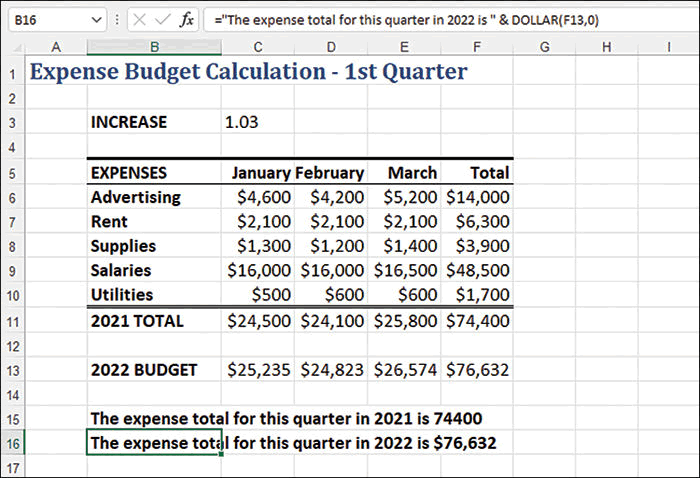 B16 fx ="The expense total for this quarter in 2022 is " & DOLLAR(F13,0)
A B C D E F G H I
1 Expense Budget Calculation - 1st Quarter
2
3 INCREASE 1.03
4
5 EXPENSES January February March Total
6 Advertising $4,600 $4,200 $5,200 $14,000
7 Rent $2,100 $2,100 $2,100 $6,300
8 Supplies $1,300 $1,200 $1,400 $3,900
9 Salaries $16,000 $16,000 $16,500 $48,500
10 Utilities $500 $600 $600 $1,700
11 2021 TOTAL $24,500 $24,100 $25,800 $74,400
12
13 2022 BUDGET $25,235 $24,823 $26,574 $76,632
14
15 The expense total for this quarter in 2021 is 74400
16 The expense total for this quarter in 2022 is $76,632
17